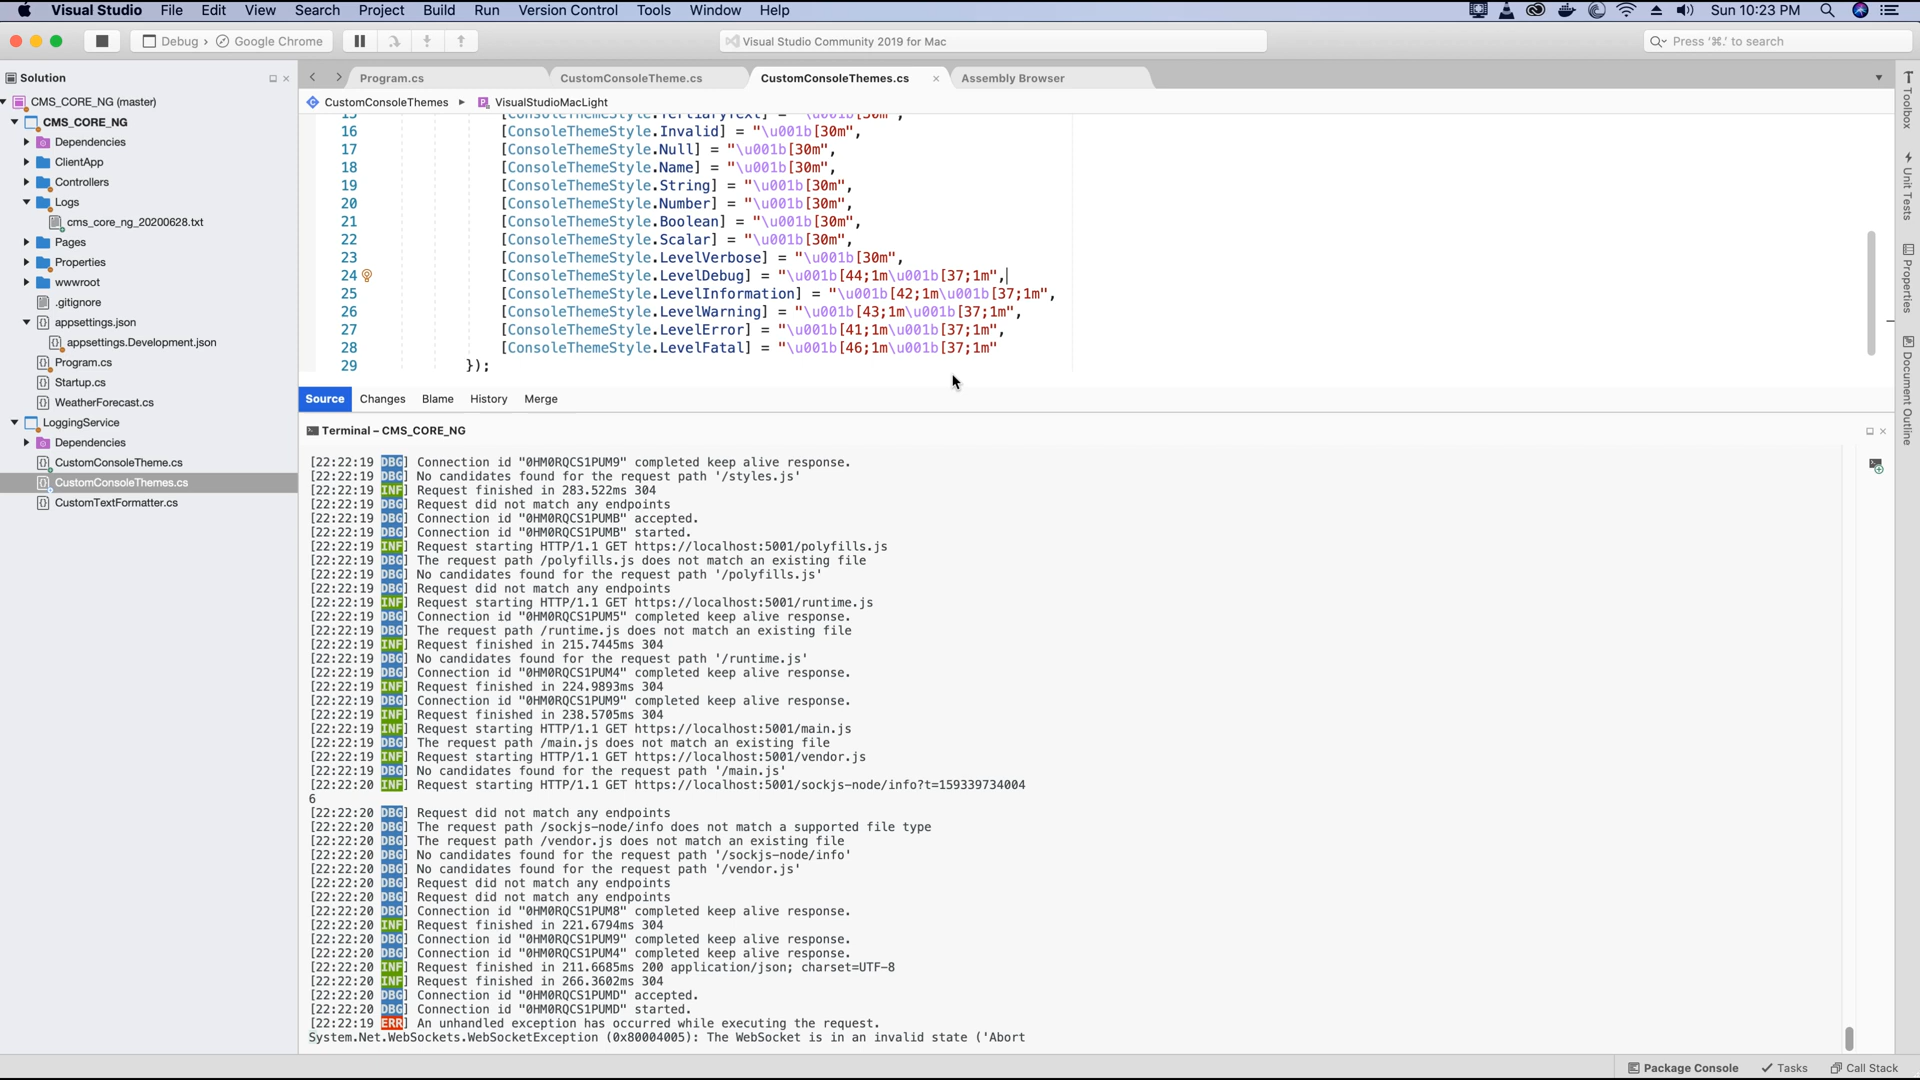 Visual Studio File Edit View Search Project Build Run Version Control Tools Window Help Sun 10:23 PM
Debug › Google Chrome Visual Studio Community 2019 for Mac Press '⌘.' to search
Solution
CMS_CORE_NG (master)
CMS_CORE_NG
Dependencies
ClientApp
Controllers
Logs
cms_core_ng_20200628.txt
Pages
Properties
wwwroot
.gitignore
appsettings.json
appsettings.Development.json
Program.cs
Startup.cs
WeatherForecast.cs
LoggingService
Dependencies
CustomConsoleTheme.cs
CustomConsoleThemes.cs
CustomTextFormatter.cs
Program.cs CustomConsoleTheme.cs CustomConsoleThemes.cs × Assembly Browser
CustomConsoleThemes ▸ VisualStudioMacLight
15 [ConsoleThemeStyle.TertiaryText] = "\u001b[30m",
16 [ConsoleThemeStyle.Invalid] = "\u001b[30m",
17 [ConsoleThemeStyle.Null] = "\u001b[30m",
18 [ConsoleThemeStyle.Name] = "\u001b[30m",
19 [ConsoleThemeStyle.String] = "\u001b[30m",
20 [ConsoleThemeStyle.Number] = "\u001b[30m",
21 [ConsoleThemeStyle.Boolean] = "\u001b[30m",
22 [ConsoleThemeStyle.Scalar] = "\u001b[30m",
23 [ConsoleThemeStyle.LevelVerbose] = "\u001b[30m",
24 [ConsoleThemeStyle.LevelDebug] = "\u001b[44;1m\u001b[37;1m",
25 [ConsoleThemeStyle.LevelInformation] = "\u001b[42;1m\u001b[37;1m",
26 [ConsoleThemeStyle.LevelWarning] = "\u001b[43;1m\u001b[37;1m",
27 [ConsoleThemeStyle.LevelError] = "\u001b[41;1m\u001b[37;1m",
28 [ConsoleThemeStyle.LevelFatal] = "\u001b[46;1m\u001b[37;1m"
29 });
Source Changes Blame History Merge
Terminal – CMS_CORE_NG
[22:22:19 DBG] Connection id "0HM0RQCS1PUM9" completed keep alive response.
[22:22:19 DBG] No candidates found for the request path '/styles.js'
[22:22:19 INF] Request finished in 283.522ms 304
[22:22:19 DBG] Request did not match any endpoints
[22:22:19 DBG] Connection id "0HM0RQCS1PUMB" accepted.
[22:22:19 DBG] Connection id "0HM0RQCS1PUMB" started.
[22:22:19 INF] Request starting HTTP/1.1 GET https://localhost:5001/polyfills.js
[22:22:19 DBG] The request path /polyfills.js does not match an existing file
[22:22:19 DBG] No candidates found for the request path '/polyfills.js'
[22:22:19 DBG] Request did not match any endpoints
[22:22:19 INF] Request starting HTTP/1.1 GET https://localhost:5001/runtime.js
[22:22:19 DBG] Connection id "0HM0RQCS1PUM5" completed keep alive response.
[22:22:19 DBG] The request path /runtime.js does not match an existing file
[22:22:19 INF] Request finished in 215.7445ms 304
[22:22:19 DBG] No candidates found for the request path '/runtime.js'
[22:22:19 DBG] Connection id "0HM0RQCS1PUM4" completed keep alive response.
[22:22:19 INF] Request finished in 224.9893ms 304
[22:22:19 DBG] Connection id "0HM0RQCS1PUM9" completed keep alive response.
[22:22:19 INF] Request finished in 238.5705ms 304
[22:22:19 INF] Request starting HTTP/1.1 GET https://localhost:5001/main.js
[22:22:19 DBG] The request path /main.js does not match an existing file
[22:22:19 INF] Request starting HTTP/1.1 GET https://localhost:5001/vendor.js
[22:22:19 DBG] No candidates found for the request path '/main.js'
[22:22:20 INF] Request starting HTTP/1.1 GET https://localhost:5001/sockjs-node/info?t=159339734004
6
[22:22:20 DBG] Request did not match any endpoints
[22:22:20 DBG] The request path /sockjs-node/info does not match a supported file type
[22:22:20 DBG] The request path /vendor.js does not match an existing file
[22:22:20 DBG] No candidates found for the request path '/sockjs-node/info'
[22:22:20 DBG] No candidates found for the request path '/vendor.js'
[22:22:20 DBG] Request did not match any endpoints
[22:22:20 DBG] Request did not match any endpoints
[22:22:20 DBG] Connection id "0HM0RQCS1PUM8" completed keep alive response.
[22:22:20 INF] Request finished in 221.6794ms 304
[22:22:20 DBG] Connection id "0HM0RQCS1PUM9" completed keep alive response.
[22:22:20 DBG] Connection id "0HM0RQCS1PUM4" completed keep alive response.
[22:22:20 INF] Request finished in 211.6685ms 200 application/json; charset=UTF-8
[22:22:20 INF] Request finished in 266.3602ms 304
[22:22:20 DBG] Connection id "0HM0RQCS1PUMD" accepted.
[22:22:20 DBG] Connection id "0HM0RQCS1PUMD" started.
[22:22:19 ERR] An unhandled exception has occurred while executing the request.
System.Net.WebSockets.WebSocketException (0x80004005): The WebSocket is in an invalid state ('Abort
Toolbox
Unit Tests
Properties
Document Outline
Package Console Tasks Call Stack